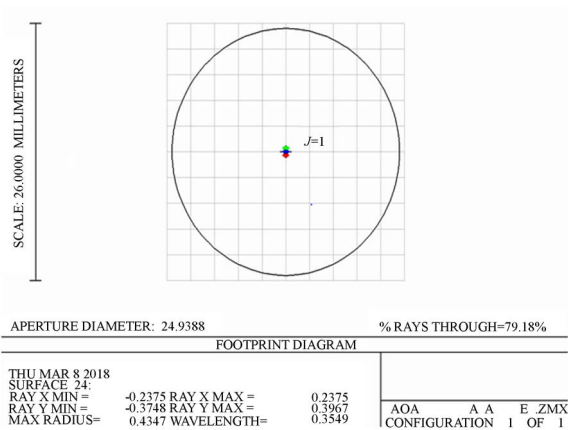 SCALE: 26.0000 MILLIMETERS
J=1
APERTURE DIAMETER: 24.9388 % RAYS THROUGH=79.18%
FOOTPRINT DIAGRAM
THU MAR 8 2018
SURFACE 24:
RAY X MIN = -0.2375 RAY X MAX = 0.2375
RAY Y MIN = -0.3748 RAY Y MAX = 0.3967
MAX RADIUS= 0.4347 WAVELENGTH= 0.3549
AOA A A E .ZMX
CONFIGURATION 1 OF 1